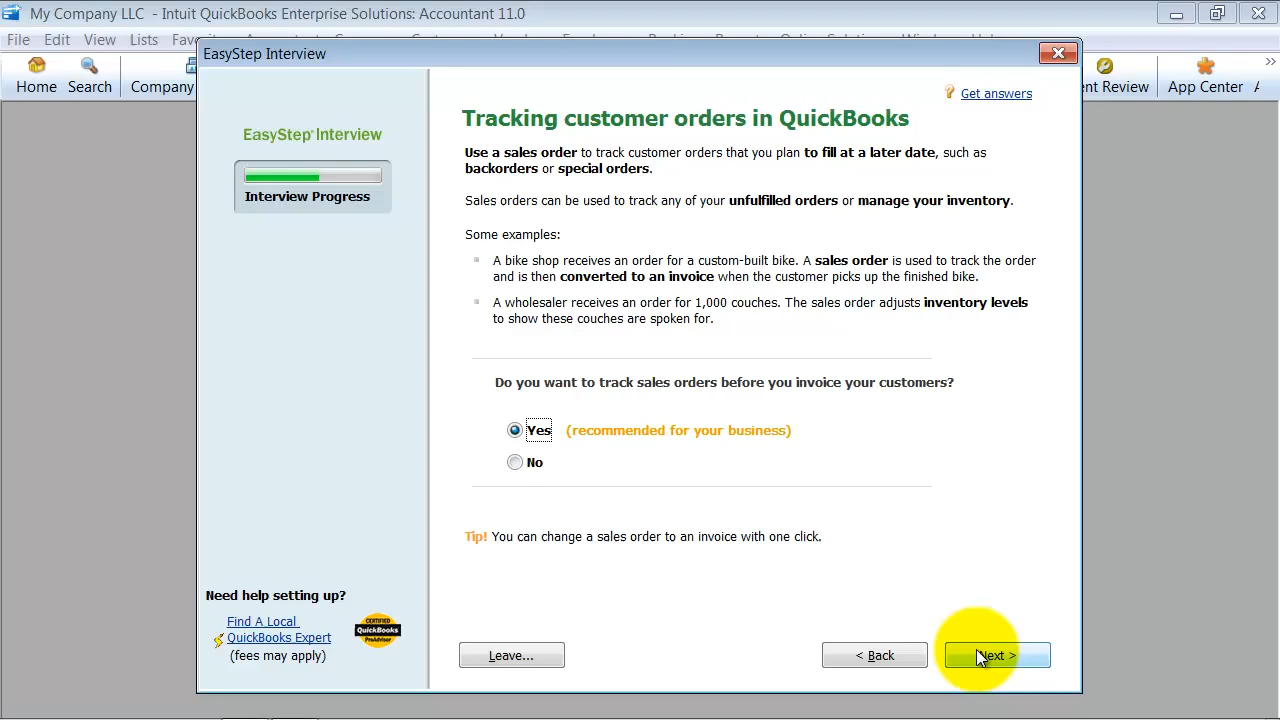 My Company LLC - Intuit QuickBooks Enterprise Solutions: Accountant 11.0
File Edit View Lists
EasyStep Interview
Home Search Company
nt Review App Center
Get answers
EasyStep Interview
Interview Progress
Tracking customer orders in QuickBooks
Use a sales order to track customer orders that you plan to fill at a later date, such as
backorders or special orders.
Sales orders can be used to track any of your unfulfilled orders or manage your inventory.
Some examples:
A bike shop receives an order for a custom-built bike. A sales order is used to track the order
and is then converted to an invoice when the customer picks up the finished bike.
A wholesaler receives an order for 1,000 couches. The sales order adjusts inventory levels
to show these couches are spoken for.
Do you want to track sales orders before you invoice your customers?
Yes (recommended for your business)
No
Tip! You can change a sales order to an invoice with one click.
Need help setting up?
Find A Local
QuickBooks Expert
(fees may apply)
CERTIFIED
QuickBooks
ProAdvisor
Leave... < Back Next >